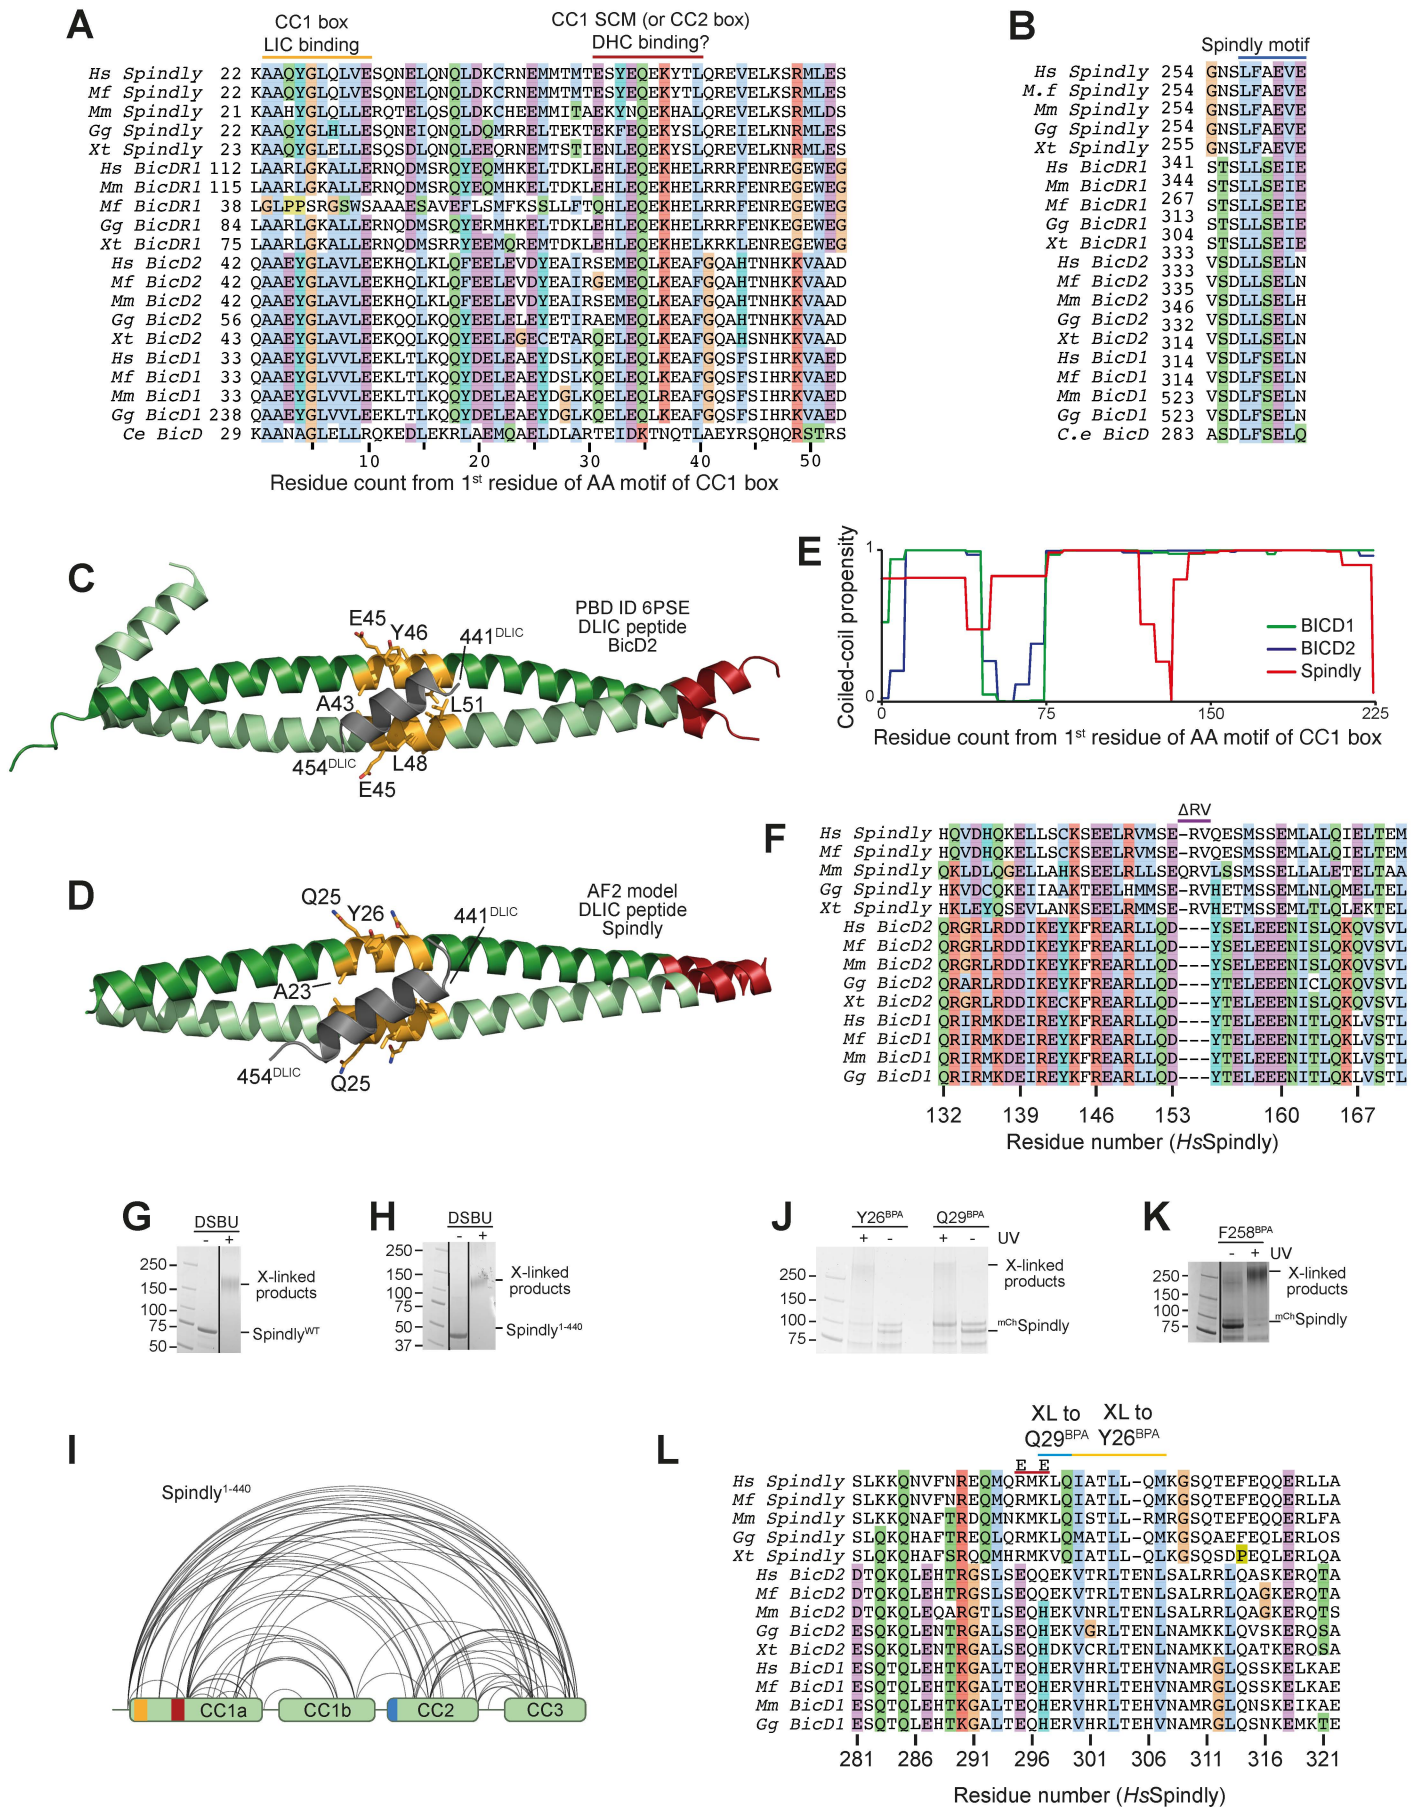 A
CC1 box
LIC binding
CC1 SCM (or CC2 box)
DHC binding?
Hs Spindly 22 KAAQYGLQLVESQNELQNQLDKCRNEMMTMTESYEQEKYTLQREVELKSRMLES
Mf Spindly 22 KAAQYGLQLVESQNELQNQLDKCRNEMMTMTESYEQEKYTLQREVELKSRMLES
Mm Spindly 21 KAAHYGLQLLERQTELQNQLDKCHEEMMITAEKYNQEKHALQREVELKSRMLES
Gg Spindly 22 KAAQYGLHLLESQNEIQNQLDQMRRELTEKTEKFEQEKYSLQREIELKNRMLES
Xt Spindly 23 KAAQYGLELLESQSDLQNQLEEQRNEMTSTIENLEQEKYSLQREVELKNRMLES
Hs BicDR1 112 LAARLGKALLERNQDMSRQYEQMHKELTDKLEHLEQEKHELRRRFENREGEWEG
Mm BicDR1 115 LAARLGKALLERNQDMSRQYEQMHKELTDKLEHLEQEKHELRRRFENREGEWEG
Mf BicDR1 38 LGLPPSRGSWSAAAESAVEFLSMFKSSLLFTQHLEQEKHELRRRFENREGEWEG
Gg BicDR1 84 LAARLGKALLERNQDMSRQYERMHKELTDKLEHLEQEKHELRRRFENREGEWEG
Xt BicDR1 75 LARLGKALLERNQDMSRRYEEMQREMTDKLEHLEQEKHELKRKLENKEGEWEG
Hs BicD2 42 QAAEYGLAVLEEKHQLKLQFEELEVDYEAIRSEMEQLKEAFGQAHTNHKKVAAD
Mf BicD2 42 QAAEYGLAVLEEKHQLKLQFEELEVDYEAIRGEMEQLKEAFGQAHTNHKKVAAD
Mm BicD2 42 QAAEYGLAVLEEKHQLKLQFEELEVDYEAIRSEMEQLKEAFGQAHTNHKKVAAD
Gg BicD2 56 QAAEYGLAVLEEKQQLKQQYEELELEYETIRAEMEQLKEAFGQAHTNHKKVAAD
Xt BicD2 43 QAAEYGLAVLEEKQQLKQQYEELEGECETARQELEQLKEAFGQAHSNHKKVAAD
Hs BicD1 33 QAAEYGLVVLEEKLTLKQQYDELEAEYDSLKQELEQLKEAFGQSFSIHRKVAED
Mf BicD1 33 QAAEYGLVVLEEKLTLKQQYDELEAEYDSLKQELEQLKEAFGQSFSIHRKVAED
Mm BicD1 33 QAAEYGLVVLEEKLTLKQQYDELEAEYDGLKQELEQLREAFGQSFSIHRKVAED
Gg BicD1 238 QAAEYGLVVLEEKLTLKQQYDELEAEYDGLKQELEQLKEAFGQSFSIHRKVAED
Ce BicD 29 KAANAGLELLRQKEDLEKRLAEMQAELDLARTEIDKTNQTLAEYRSQHQRSTRS
10 20 30 40 50
Residue count from 1st residue of AA motif of CC1 box
B
Spindly motif
Hs Spindly 254 GNSLFAEVE
M.f Spindly 254 GNSLFAEVE
Mm Spindly 254 GNSLFAEVE
Gg Spindly 254 GNSLFAEVE
Xt Spindly 255 GNSLFAEVE
Hs BicDR1 341 STSLLSEIE
Mm BicDR1 344 STSLLSEIE
Mf BicDR1 267 STSLLSEIE
Gg BicDR1 313 STSLLSEIE
Xt BicDR1 304 STSLLSEIE
Hs BicD2 333 VSDLLSELN
Mf BicD2 333 VSDLLSELN
Mm BicD2 335 VSDLLSELH
Gg BicD2 346 VSDLLSELN
Xt BicD2 332 VSDLLSELN
Hs BicD1 314 VSDLFSELN
Mf BicD1 314 VSDLFSELN
Mm BicD1 523 VSDLFSELN
Gg BicD1 523 VSDLFSELN
C.e BicD 283 ASDLFSELQ
C
E45
Y46
441DLIC
A43
L51
454DLIC
L48
E45
PBD ID 6PSE
DLIC peptide
BicD2
D
Q25
Y26
441DLIC
A23
454DLIC
Q25
AF2 model
DLIC peptide
Spindly
E
Coiled-coil propensity
1
0
BICD1
BICD2
Spindly
0 75 150 225
Residue count from 1st residue of AA motif of CC1 box
F
ΔRV
Hs Spindly HQVDHQKELLSCKSEELRVMSE-RVQESMSSEMLALQIELTEM
Mf Spindly HQVDHQKELLSCKSEELRVMSE-RVQESMSSEMLALQIELTEM
Mm Spindly QKLDLQGELLAHKSEELRVLSEQRVLSSMSSELLALETELTAA
Gg Spindly HKVDCQKEIIAAKTEELHMMSE-RVHETMSSEMLNLQMELTEL
Xt Spindly HKLEYQSEVLANKSEELRMMSE-RVHETMSSEMLTLQLEKTEL
Hs BicD2 QRGRLRDDIKEYKFREARLLQD----YSELEEENISLQKQVSVL
Mf BicD2 QRGRLRDDIKEYKFREARLLQD----YSELEEENISLQKQVSVL
Mm BicD2 QRGRLRDDIKEYKFREARLLQD----YSELEEENISLQKQVSVL
Gg BicD2 QRARLRDDIKEYKFREARLLQD----YTELEEENICLQKQVSVL
Xt BicD2 QRGRLRDDIKECKFREARLLQD----YTELEEENISLQKQVSVL
Hs BicD1 QRIRMKDEIREYKFREARLLQD----YTELEEENITLQKLVSTL
Mf BicD1 QRIRMKDEIREYKFREARLLQD----YTELEEENITLQKLVSTL
Mm BicD1 QRIRMKDEIREYKFREARLLQD----YTELEEENITLQKLVSTL
Gg BicD1 QRIRMKDEIREYKFREARLLQD----YTELEEENITLQKLVSTL
132 139 146 153 160 167
Residue number (HsSpindly)
G
DSBU
- +
250
150
100
75
50
X-linked
products
SpindlyWT
H
DSBU
- +
250
150
100
75
50
37
X-linked
products
Spindly1-440
J
Y26BPA Q29BPA
+ - + - UV
250
150
100
75
X-linked
products
mChSpindly
K
F258BPA
- + UV
250
150
100
75
X-linked
products
mChSpindly
I
Spindly1-440
CC1a CC1b CC2 CC3
L
XL to
Q29BPA
XL to
Y26BPA
E E
Hs Spindly SLKKQNVFNREQMQRMKLQIATLL-QMKGSQTEFEQQERLLA
Mf Spindly SLKKQNVFNREQMQRMKLQIATLL-QMKGSQTEFEQQERLLA
Mm Spindly SLKKQNAFTRDQMNKMKLQISTLL-RMRGSQTEFEQQERLFA
Gg Spindly SLQKQHAFTREQLQRMKLQMATLL-QMKGSQAEFEQLERLOS
Xt Spindly SLQKQHAFSRQQMHRMKVQIATLL-QLKGSQSDPEQLERLQA
Hs BicD2 DTQKQLEHTRGSLSEQQEKVTRLTENLSALRRLQASKERQTA
Mf BicD2 DTQKQLEHTRGSLSEQQEKVTRLTENLSALRRLQAGKERQTA
Mm BicD2 DTQKQLEQARGTLSEQHEKVNRLTENLSALRRLQAGKERQTS
Gg BicD2 ESQKQLENTRGALSEQHEKVGRLTENLNAMKKLQVSKERQSA
Xt BicD2 ESQKQLENTRGALSEQHDKVCRLTENLNAMKKLQATKERQSA
Hs BicD1 ESQTQLEHTKGALTEQHERVHRLTEHVNAMRGLQSSKELKAE
Mf BicD1 ESQTQLEHTKGALTEQHERVHRLTEHVNAMRGLQSSKELKAE
Mm BicD1 ESQTQLEHTKGALTEQHERVHRLTEHVNAMRGLQNSKEIKAE
Gg BicD1 ESQTQLEHTKGALTEQHERVHRLTEHVNAMRGLQSNKEMKTE
281 286 291 296 301 306 311 316 321
Residue number (HsSpindly)